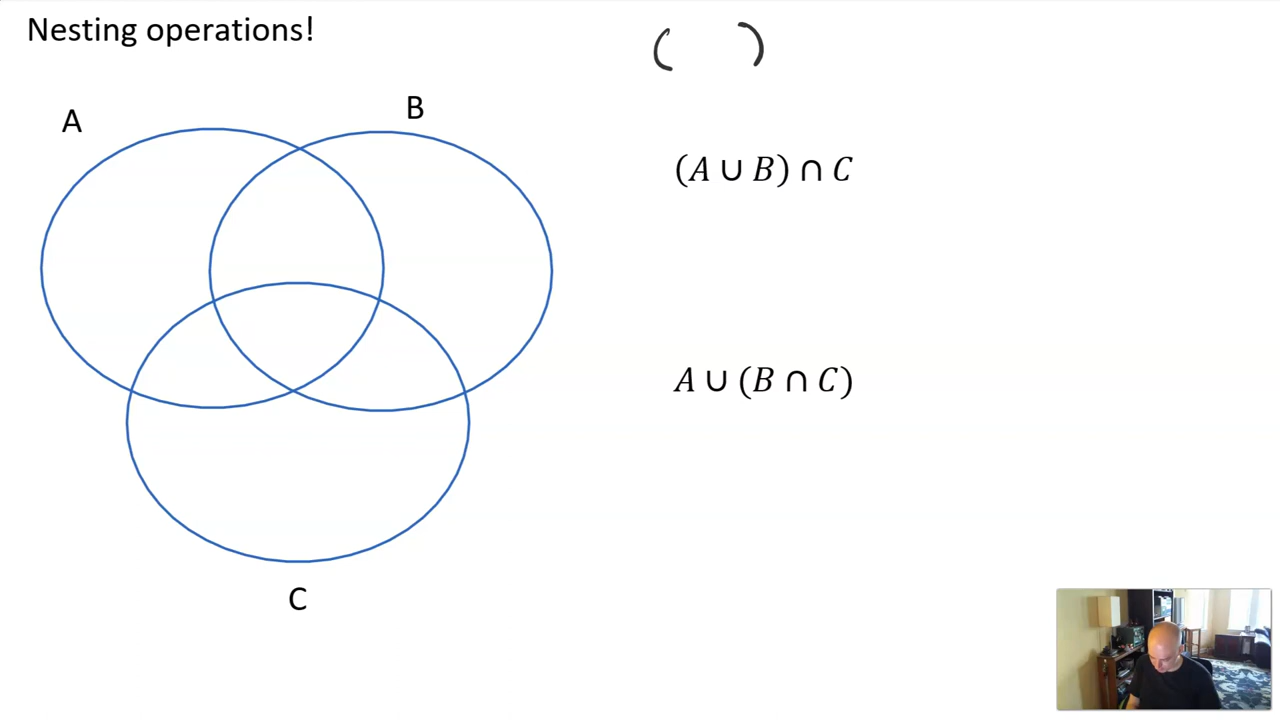 Nesting operations!
( )
A
B
(A ∪ B) ∩ C
A ∪ (B ∩ C)
C